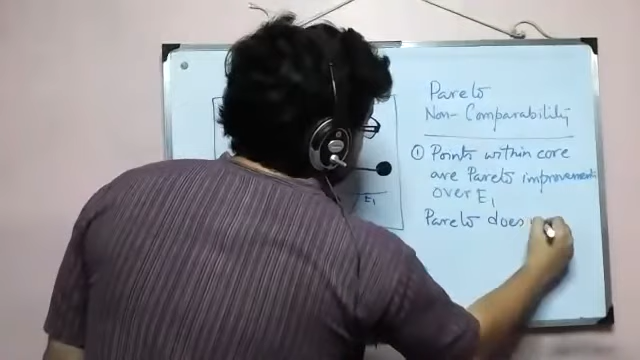 Pareto
Non-Comparability
① Points within core
are Pareto improvements
over E₁
Pareto does
E₁